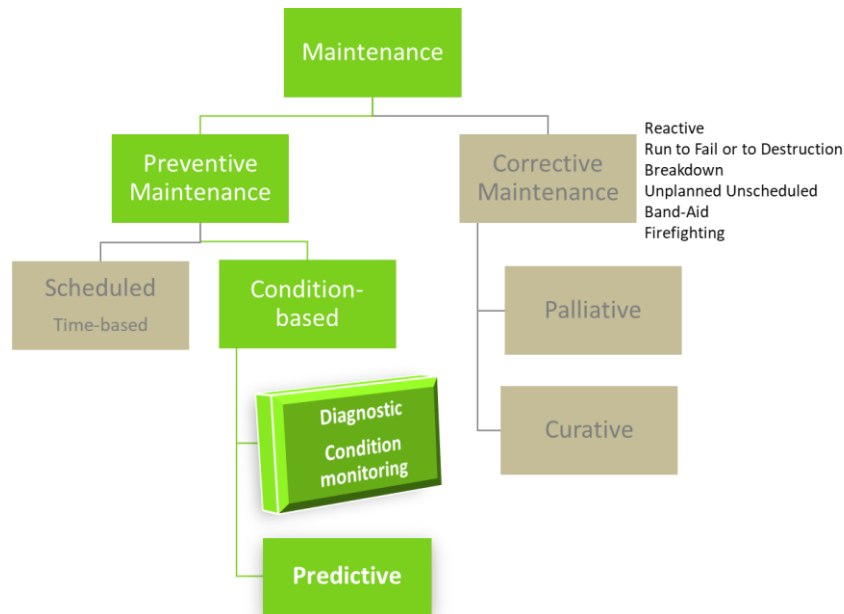 Maintenance
Preventive
Maintenance
Corrective
Maintenance
Reactive
Run to Fail or to Destruction
Breakdown
Unplanned Unscheduled
Band-Aid
Firefighting
Scheduled
Time-based
Condition-
based
Palliative
Diagnostic
Condition
monitoring
Curative
Predictive